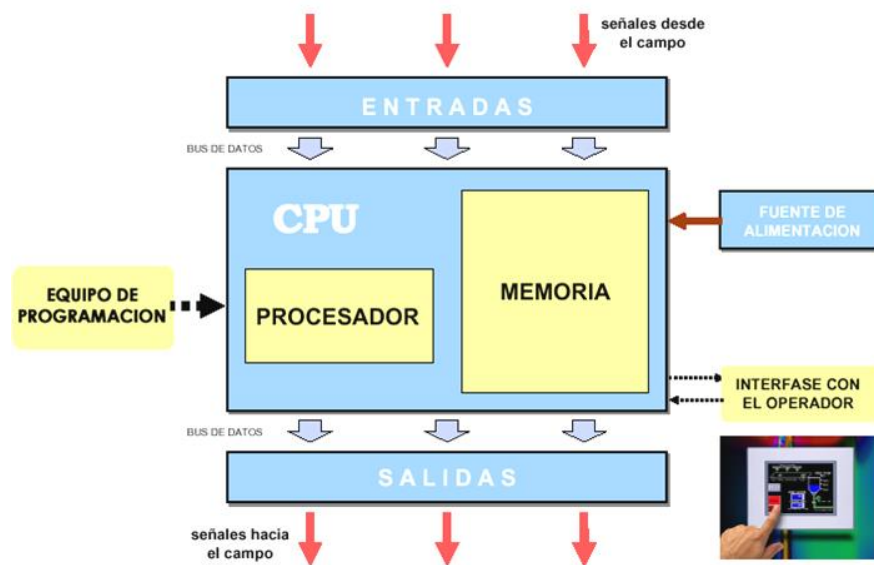 señales desde
el campo
ENTRADAS
BUS DE DATOS
CPU
FUENTE DE
ALIMENTACION
EQUIPO DE
PROGRAMACION
PROCESADOR
MEMORIA
INTERFASE CON
EL OPERADOR
BUS DE DATOS
SALIDAS
señales hacia
el campo